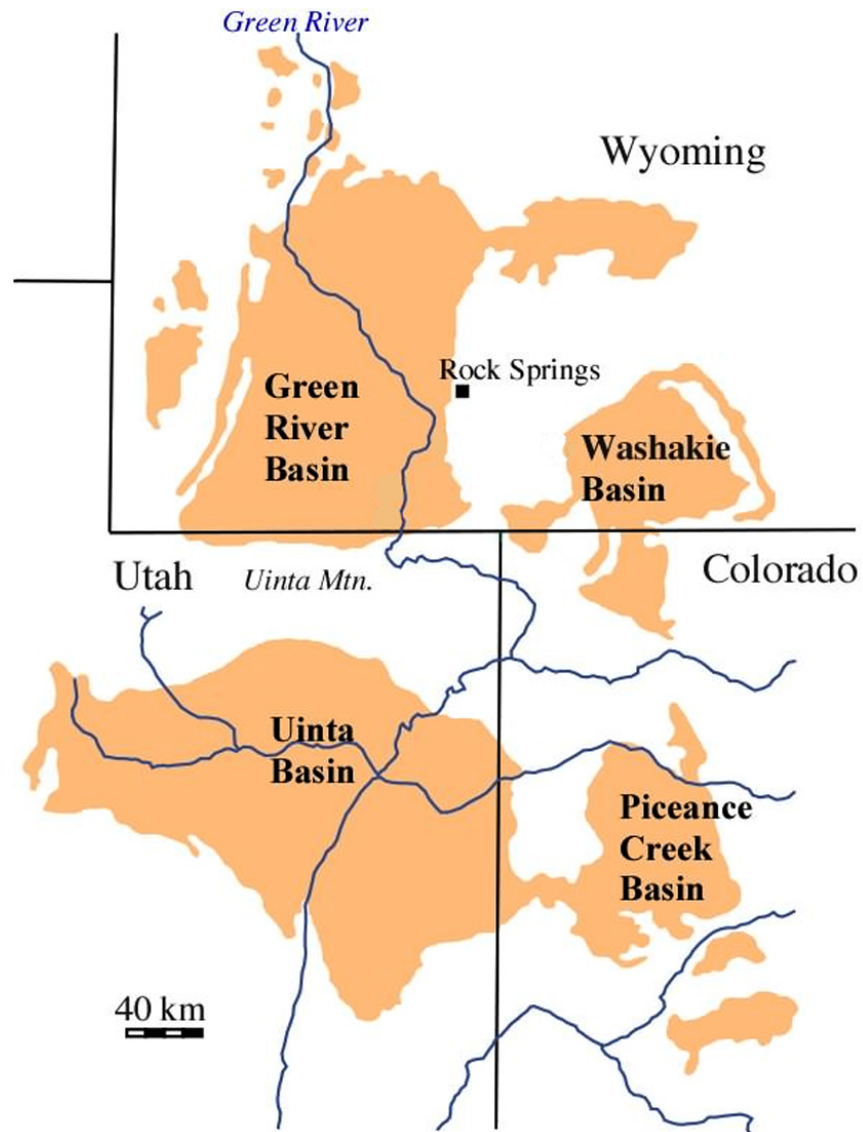 Green River
Wyoming
Rock Springs
Green
River
Basin
Washakie
Basin
Utah
Uinta Mtn.
Colorado
Uinta
Basin
Piceance
Creek
Basin
40 km